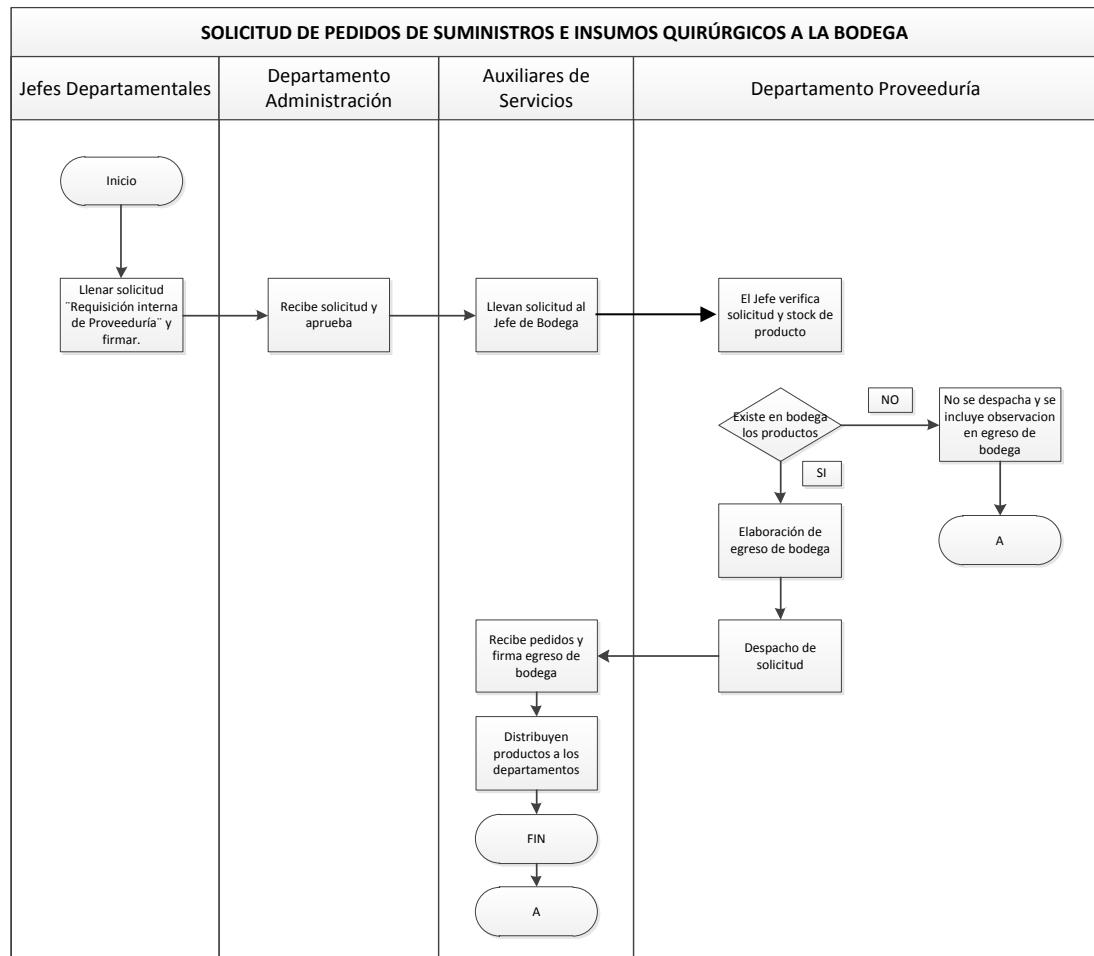 SOLICITUD DE PEDIDOS DE SUMINISTROS E INSUMOS QUIRÚRGICOS A LA BODEGA
Jefes Departamentales
Departamento
Administración
Auxiliares de
Servicios
Departamento Proveeduría
Inicio
Llenar solicitud
¨Requisición interna
de Proveeduría¨ y
firmar.
Recibe solicitud y
aprueba
Llevan solicitud al
Jefe de Bodega
El Jefe verifica
solicitud y stock de
producto
Existe en bodega
los productos
NO
No se despacha y se
incluye observacion
en egreso de
bodega
SI
A
Elaboración de
egreso de bodega
Despacho de
solicitud
Recibe pedidos y
firma egreso de
bodega
Distribuyen
productos a los
departamentos
FIN
A